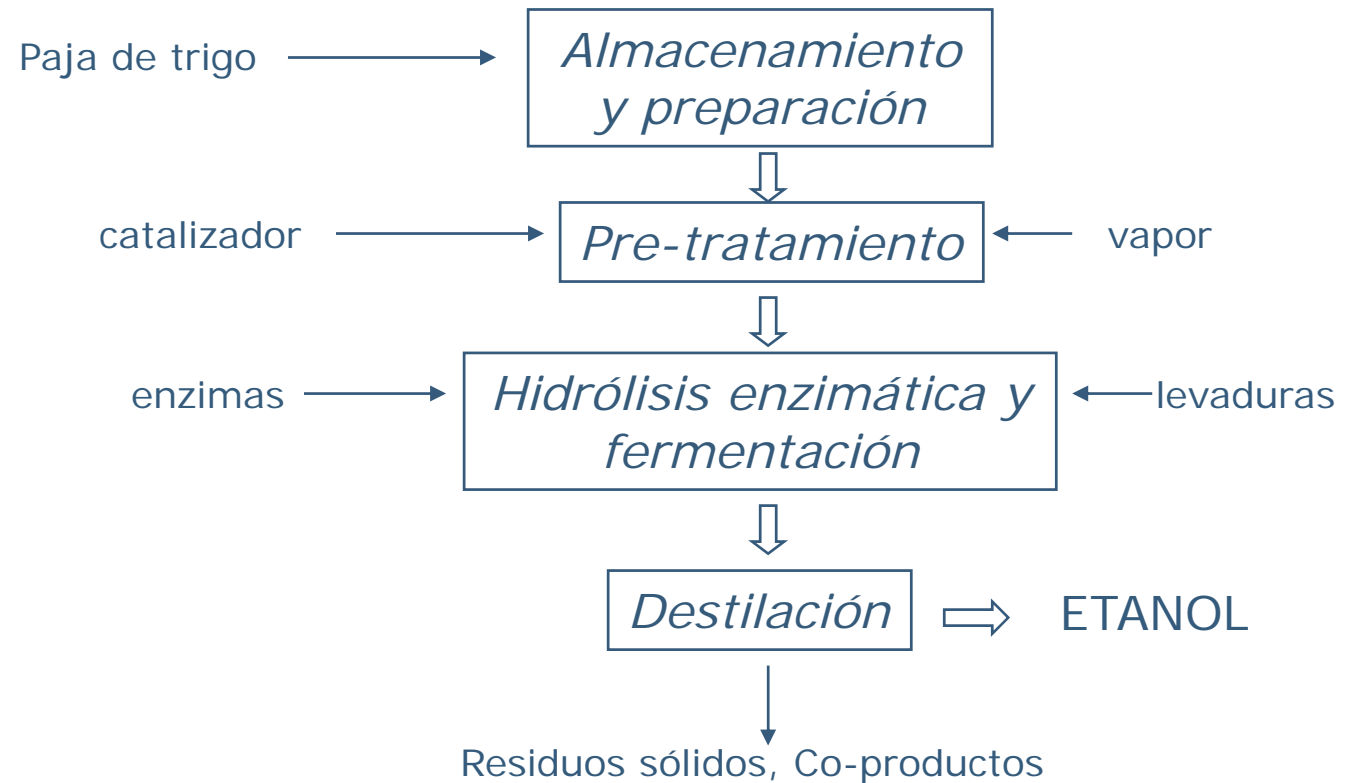 Paja de trigo
Almacenamiento
y preparación
catalizador
Pre-tratamiento
vapor
enzimas
Hidrólisis enzimática y
fermentación
levaduras
Destilación
ETANOL
Residuos sólidos, Co-productos